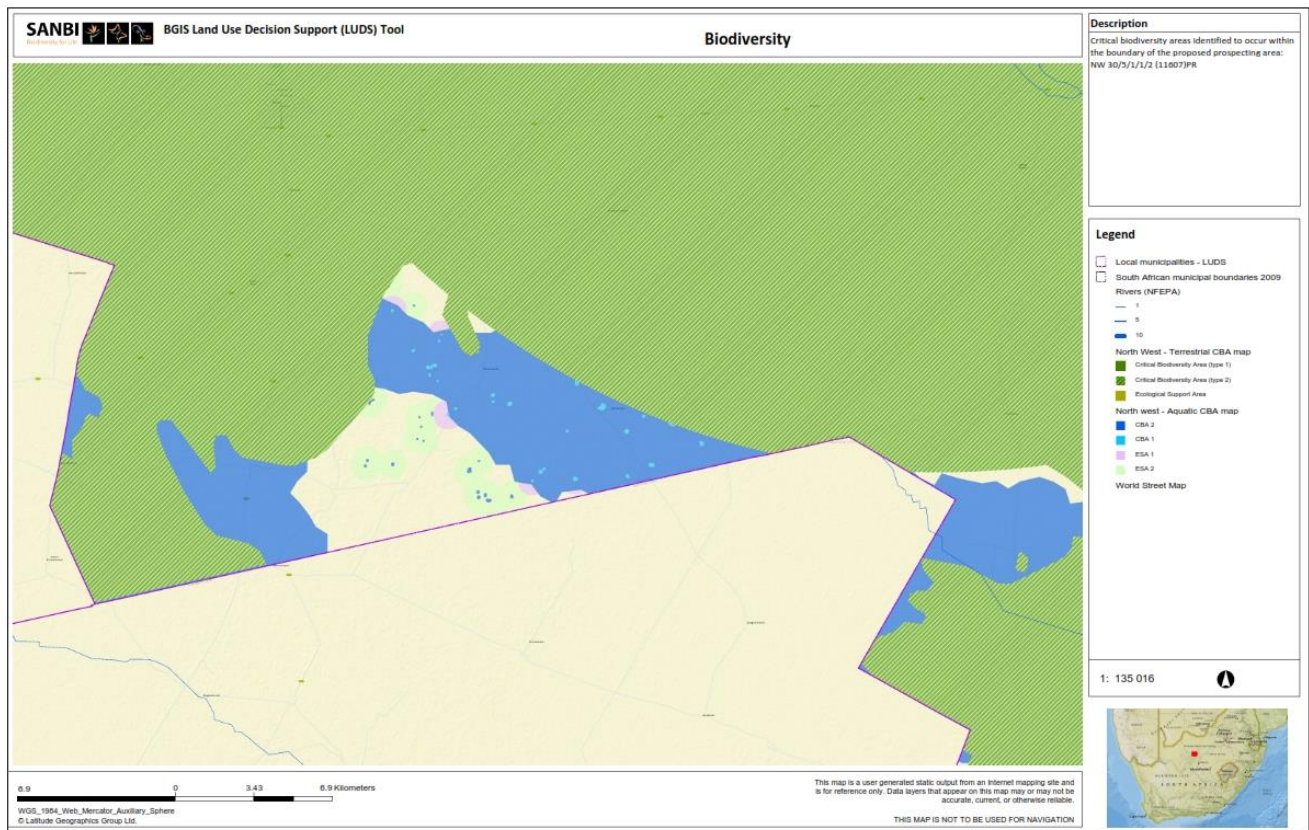 SANBI
Biodiversity for Life
BGIS Land Use Decision Support (LUDS) Tool
Biodiversity
Description
Critical biodiversity areas identified to occur within
the boundary of the proposed prospecting area:
NW 30/5/1/1/2 (11607)PR
Legend
Local municipalities - LUDS
South African municipal boundaries 2009
Rivers (NFEPA)
1
5
10
North West - Terrestrial CBA map
Critical Biodiversity Area (type 1)
Critical Biodiversity Area (type 2)
Ecological Support Area
North west - Aquatic CBA map
CBA 2
CBA 1
ESA 1
ESA 2
World Street Map
1: 135 016
6.9
0
3.43
6.9 Kilometers
WGS_1984_Web_Mercator_Auxiliary_Sphere
© Latitude Geographics Group Ltd.
This map is a user generated static output from an Internet mapping site and
is for reference only. Data layers that appear on this map may or may not be
accurate, current, or otherwise reliable.
THIS MAP IS NOT TO BE USED FOR NAVIGATION